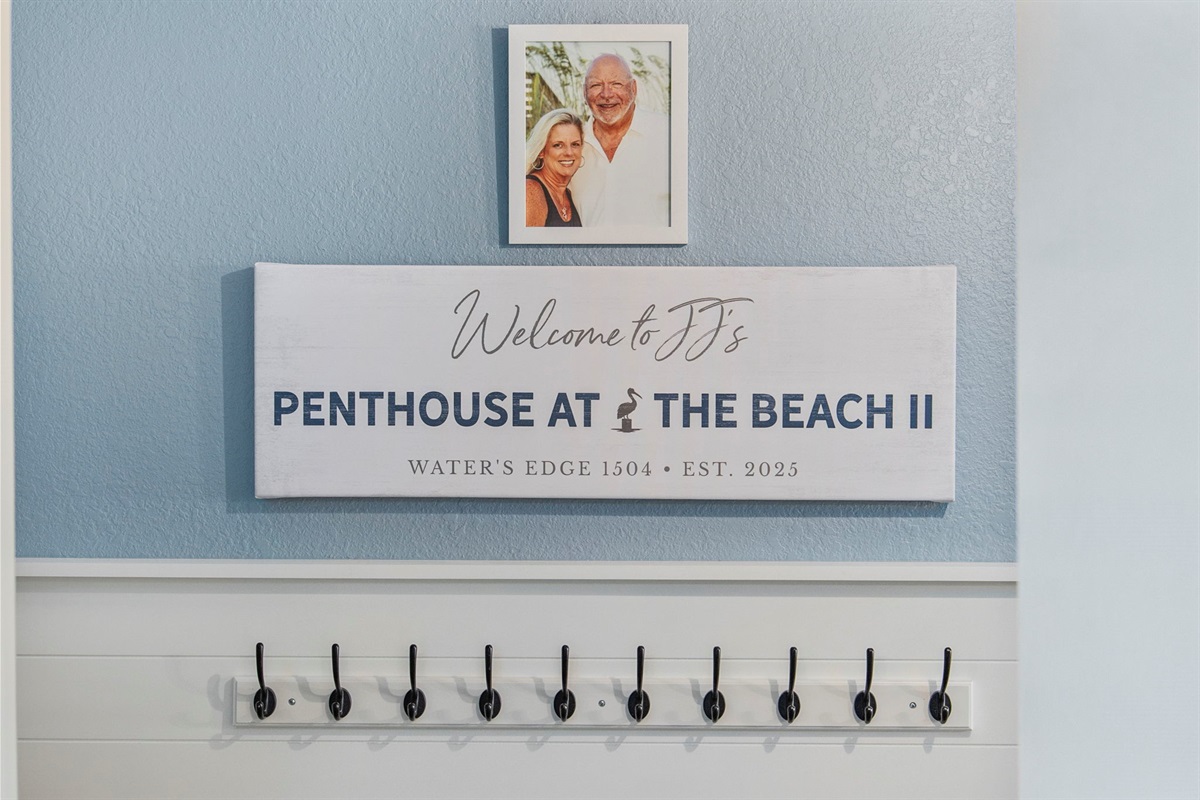 Welcome to JJ's
PENTHOUSE AT THE BEACH II
WATER'S EDGE 1504 • EST. 2025